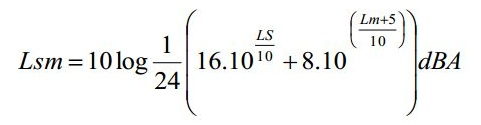 Lsm = 10 log 1/24 ( 16.10^(LS/10) + 8.10^((Lm+5)/10) ) dBA